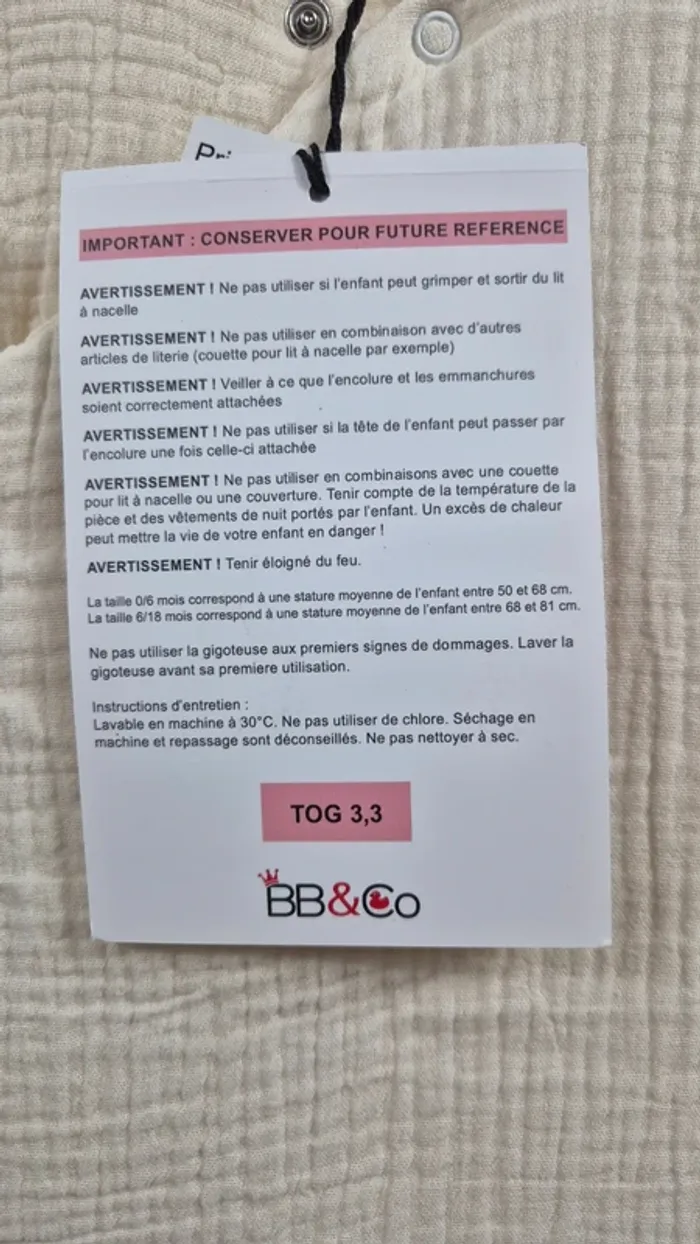 IMPORTANT : CONSERVER POUR FUTURE REFERENCE
AVERTISSEMENT ! Ne pas utiliser si l'enfant peut grimper et sortir du lit
à nacelle
AVERTISSEMENT ! Ne pas utiliser en combinaison avec d'autres
articles de literie (couette pour lit à nacelle par exemple)
AVERTISSEMENT ! Veiller à ce que l'encolure et les emmanchures
soient correctement attachées
AVERTISSEMENT ! Ne pas utiliser si la tête de l'enfant peut passer par
l'encolure une fois celle-ci attachée
AVERTISSEMENT ! Ne pas utiliser en combinaisons avec une couette
pour lit à nacelle ou une couverture. Tenir compte de la température de la
pièce et des vêtements de nuit portés par l'enfant. Un excès de chaleur
peut mettre la vie de votre enfant en danger !
AVERTISSEMENT ! Tenir éloigné du feu.
La taille 0/6 mois correspond à une stature moyenne de l'enfant entre 50 et 68 cm.
La taille 6/18 mois correspond à une stature moyenne de l'enfant entre 68 et 81 cm.
Ne pas utiliser la gigoteuse aux premiers signes de dommages. Laver la
gigoteuse avant sa premiere utilisation.
Instructions d'entretien :
Lavable en machine à 30°C. Ne pas utiliser de chlore. Séchage en
machine et repassage sont déconseillés. Ne pas nettoyer à sec.
TOG 3,3
BB&Co